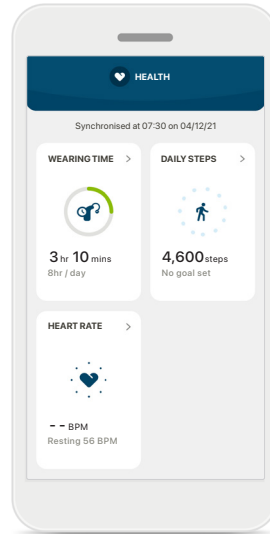 HEALTH
Synchronised at 07:30 on 04/12/21
WEARING TIME >
3 hr 10 mins
8hr / day
DAILY STEPS >
4,600 steps
No goal set
HEART RATE >
-- BPM
Resting 56 BPM